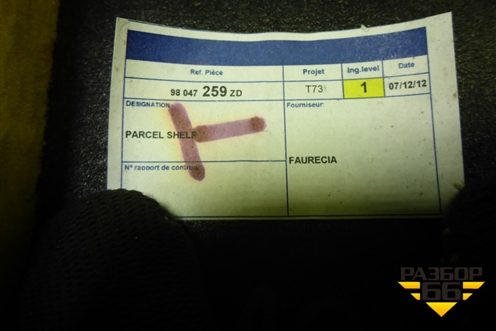 Ref. Pièce
Projet
Ing.level
Date
98 047 259 ZD
T73
1
07/12/12
DESIGNATION
Fournisseur
PARCEL SHELF
N° rapport de
FAURECIA
РАЗБОР
66